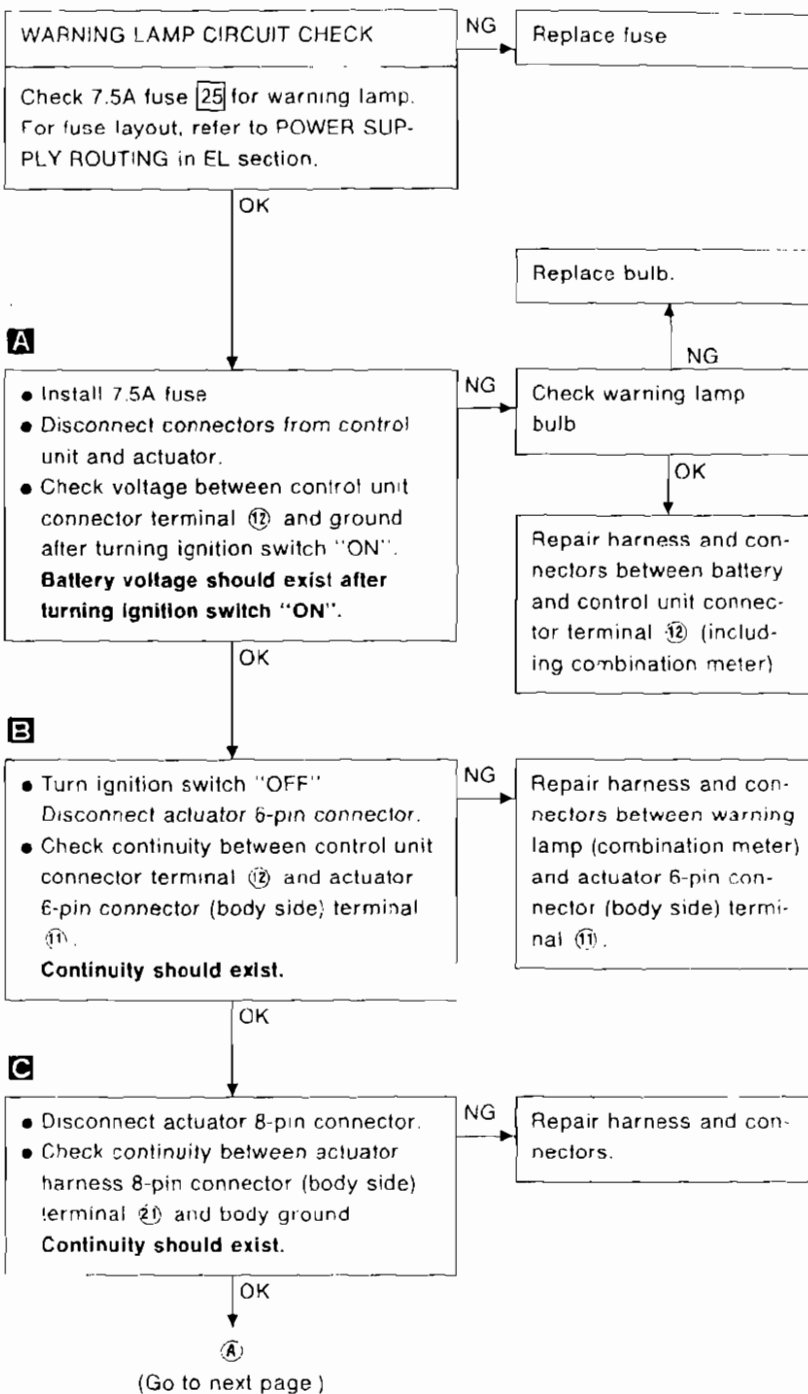 WARNING LAMP CIRCUIT CHECK
Check 7.5A fuse 25 for warning lamp.
For fuse layout, refer to POWER SUP-
PLY ROUTING in EL section.
NG
Replace fuse
OK
Replace bulb.
NG
A
• Install 7.5A fuse
• Disconnect connectors from control
unit and actuator.
• Check voltage between control unit
connector terminal ⑫ and ground
after turning ignition switch "ON".
Battery voltage should exist after
turning ignition switch "ON".
NG
Check warning lamp
bulb
OK
Repair harness and con-
nectors between battery
and control unit connec-
tor terminal ⑫ (includ-
ing combination meter)
OK
B
• Turn ignition switch "OFF"
Disconnect actuator 6-pin connector.
• Check continuity between control unit
connector terminal ⑫ and actuator
6-pin connector (body side) terminal
⑪.
Continuity should exist.
NG
Repair harness and con-
nectors between warning
lamp (combination meter)
and actuator 6-pin con-
nector (body side) termi-
nal ⑪.
OK
C
• Disconnect actuator 8-pin connector.
• Check continuity between actuator
harness 8-pin connector (body side)
terminal ㉑ and body ground
Continuity should exist.
NG
Repair harness and con-
nectors.
OK
Ⓐ
(Go to next page)